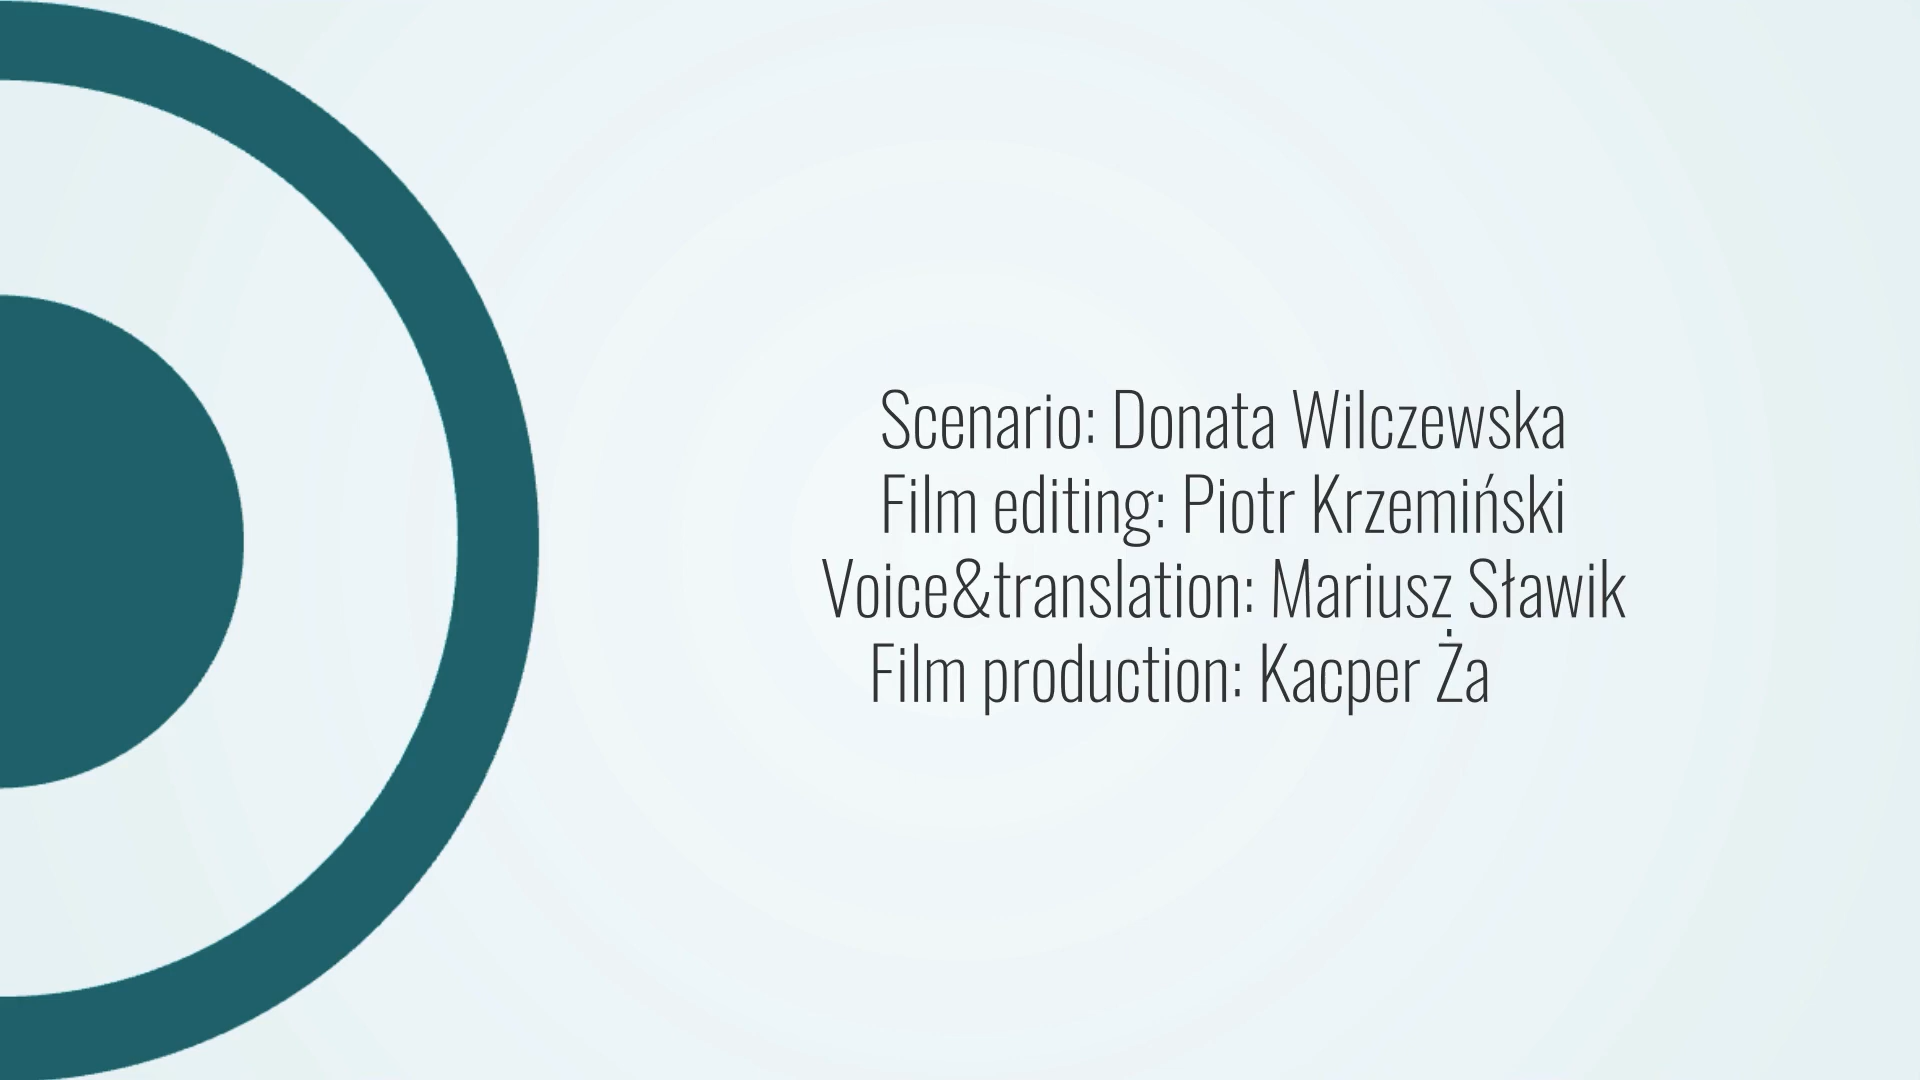 Scenario: Donata Wilczewska
Film editing: Piotr Krzemiński
Voice&translation: Mariusz Sławik
Film production: Kacper Ża